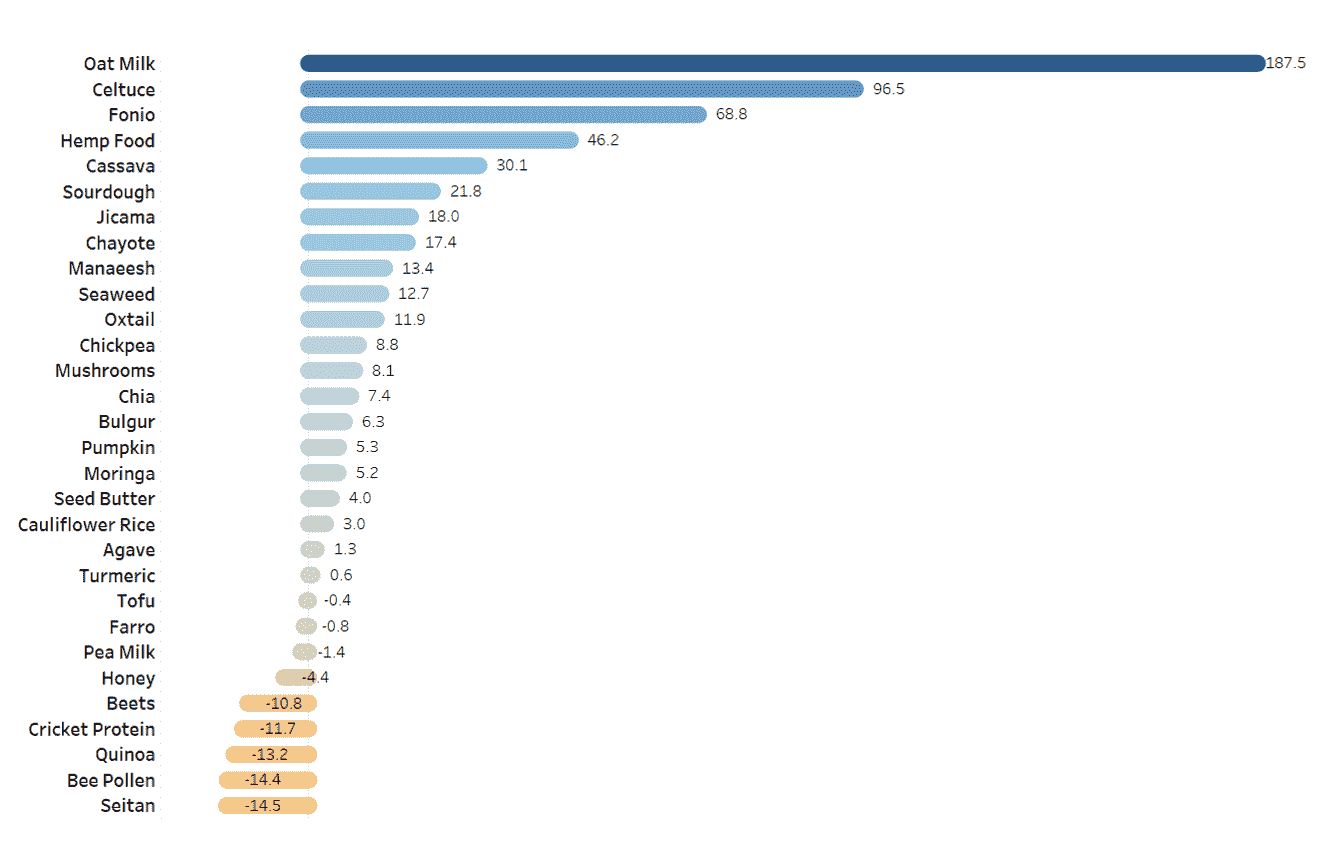 Oat Milk 187.5
Celtuce 96.5
Fonio 68.8
Hemp Food 46.2
Cassava 30.1
Sourdough 21.8
Jicama 18.0
Chayote 17.4
Manaeesh 13.4
Seaweed 12.7
Oxtail 11.9
Chickpea 8.8
Mushrooms 8.1
Chia 7.4
Bulgur 6.3
Pumpkin 5.3
Moringa 5.2
Seed Butter 4.0
Cauliflower Rice 3.0
Agave 1.3
Turmeric 0.6
Tofu -0.4
Farro -0.8
Pea Milk -1.4
Honey -4.4
Beets -10.8
Cricket Protein -11.7
Quinoa -13.2
Bee Pollen -14.4
Seitan -14.5